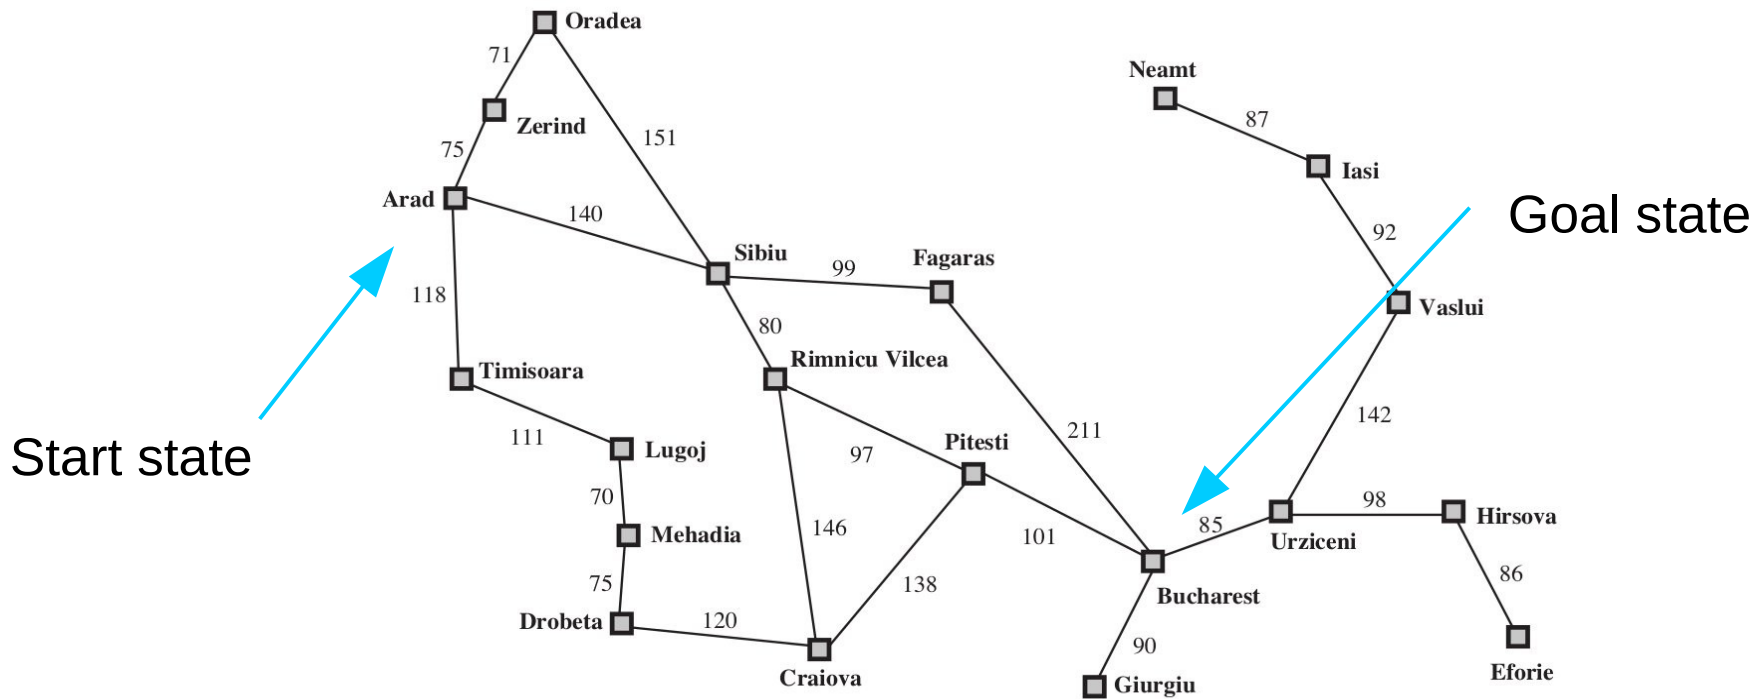 Oradea
71
Neamt
87
Zerind
151
75
Iasi
Arad
140
Goal state
92
Sibiu
Fagaras
99
118
Vaslui
80
Rimnicu Vilcea
Timisoara
142
211
111
Pitesti
Start state
Lugoj
97
70
98
Hirsova
146
85
Mehadia
101
Urziceni
86
75
138
Bucharest
Drobeta
120
90
Eforie
Craiova
Giurgiu